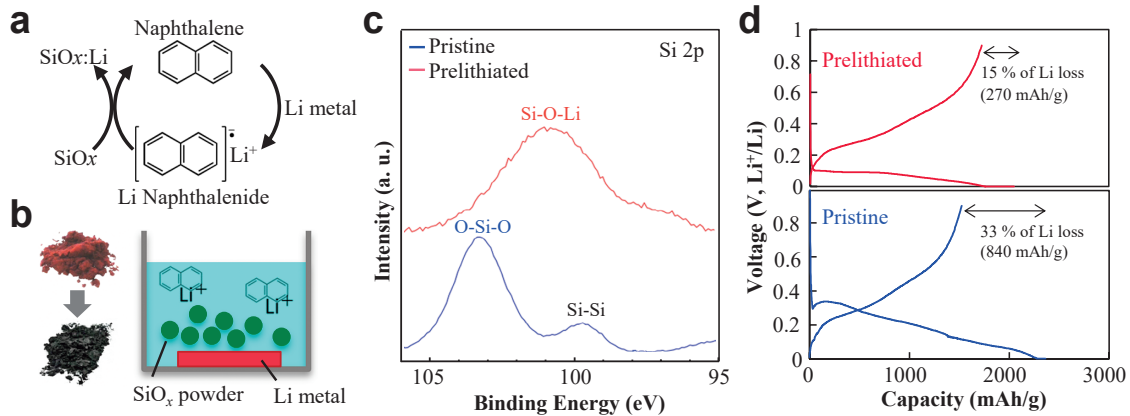 a
Naphthalene
SiOx:Li
Li metal
SiOx
Li⁺
Li Naphthalenide
b
Li
+
Li
+
SiOₓ powder
Li metal
c
Pristine
Prelithiated
Si 2p
Si-O-Li
O-Si-O
Si-Si
Intensity (a. u.)
105
100
95
Binding Energy (eV)
d
Voltage (V, Li⁺/Li)
1
0.8
0.6
0.4
0.2
0
Prelithiated
15 % of Li loss
(270 mAh/g)
0.8
0.6
0.4
0.2
0
Pristine
33 % of Li loss
(840 mAh/g)
0
1000
2000
3000
Capacity (mAh/g)